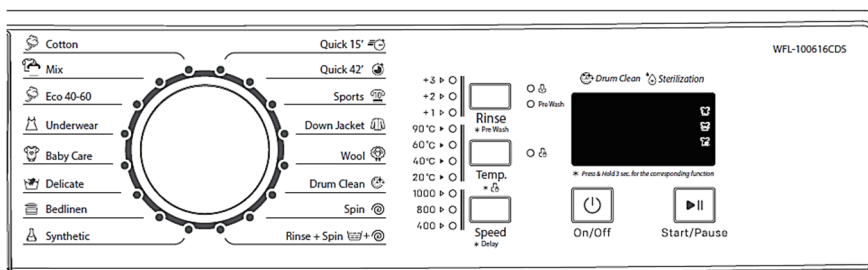 Cotton
Mix
Eco 40-60
Underwear
Baby Care
Delicate
Bedlinen
Synthetic
Quick 15'
Quick 42'
Sports
Down Jacket
Wool
Drum Clean
Spin
Rinse + Spin +
+3
+2
+1
90°C
60°C
40°C
20°C
1000
800
400
Rinse
* Pre Wash
Temp.
*
Speed
* Delay
Pre Wash
WFL-100616CDS
Drum Clean Sterilization
* Press & Hold 3 sec. for the corresponding function
On/Off
Start/Pause